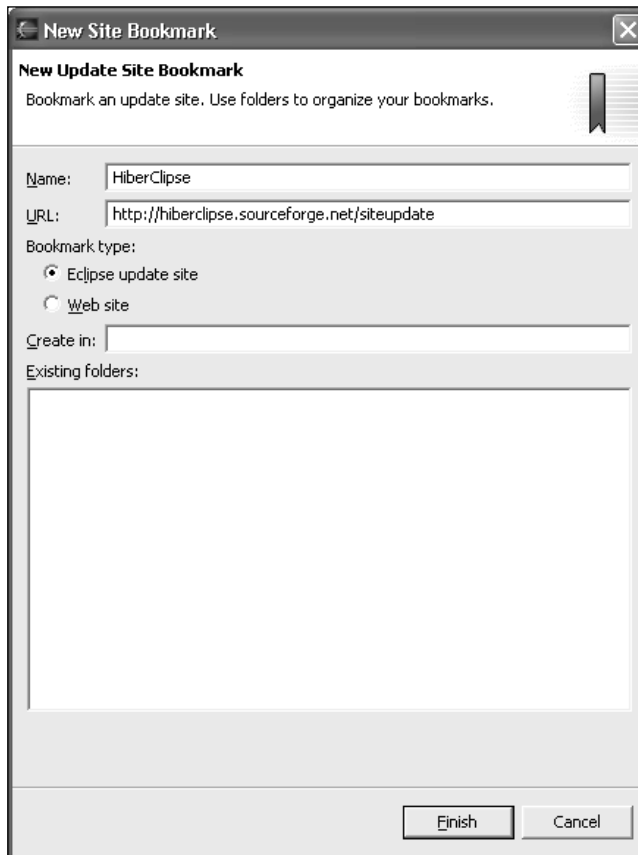 New Site Bookmark
New Update Site Bookmark
Bookmark an update site. Use folders to organize your bookmarks.
Name: HiberClipse
URL: http://hiberclipse.sourceforge.net/siteupdate
Bookmark type:
Eclipse update site
Web site
Create in:
Existing folders:
Finish Cancel